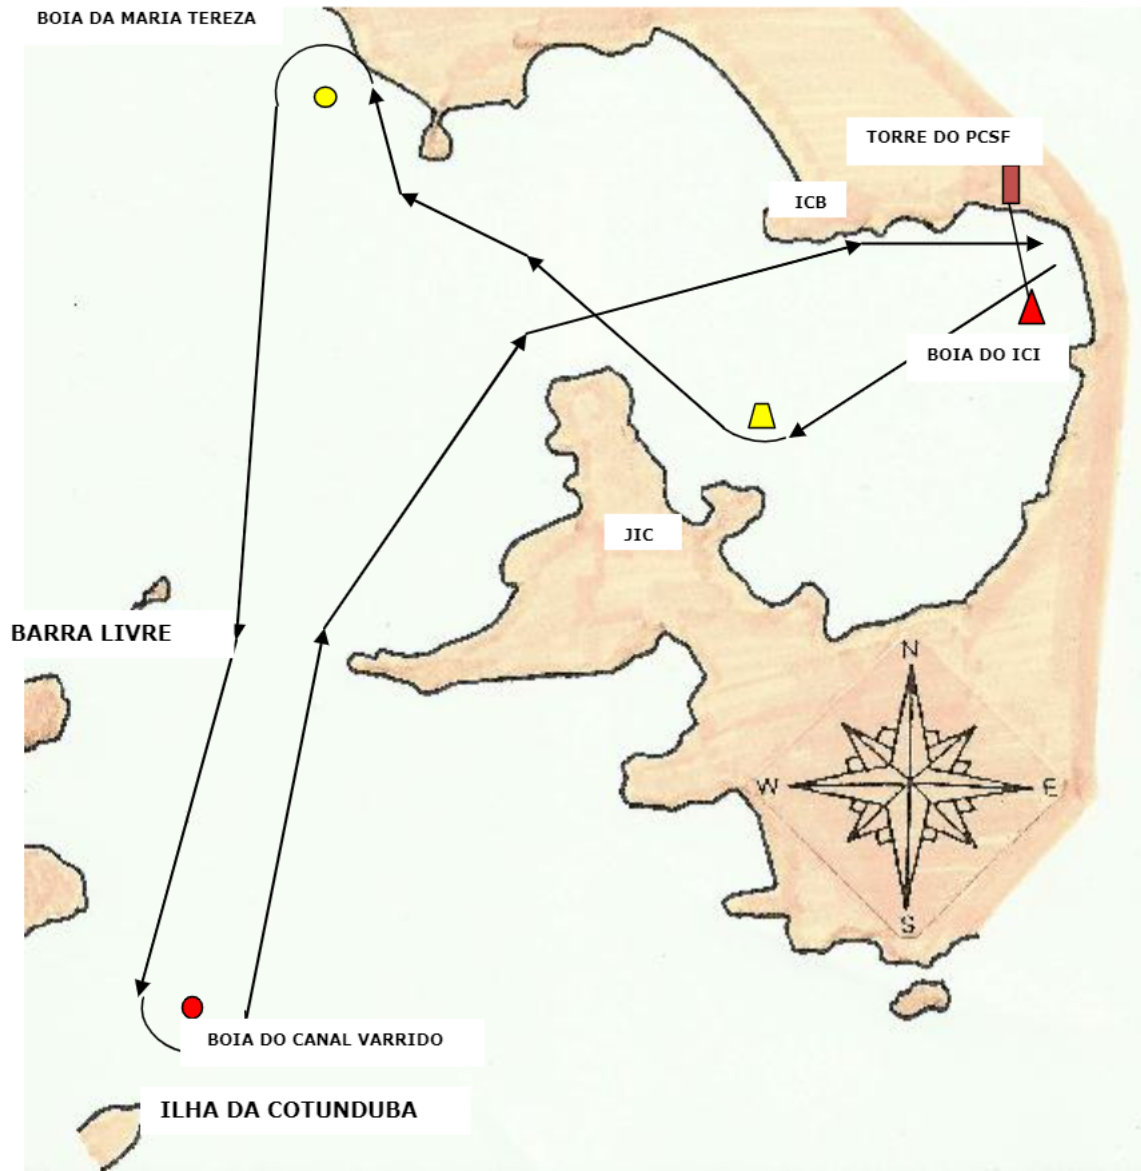 BOIA DA MARIA TEREZA
TORRE DO PCSF
ICB
BOIA DO ICI
JIC
BARRA LIVRE
N
W
E
S
BOIA DO CANAL VARRIDO
ILHA DA COTUNDUBA